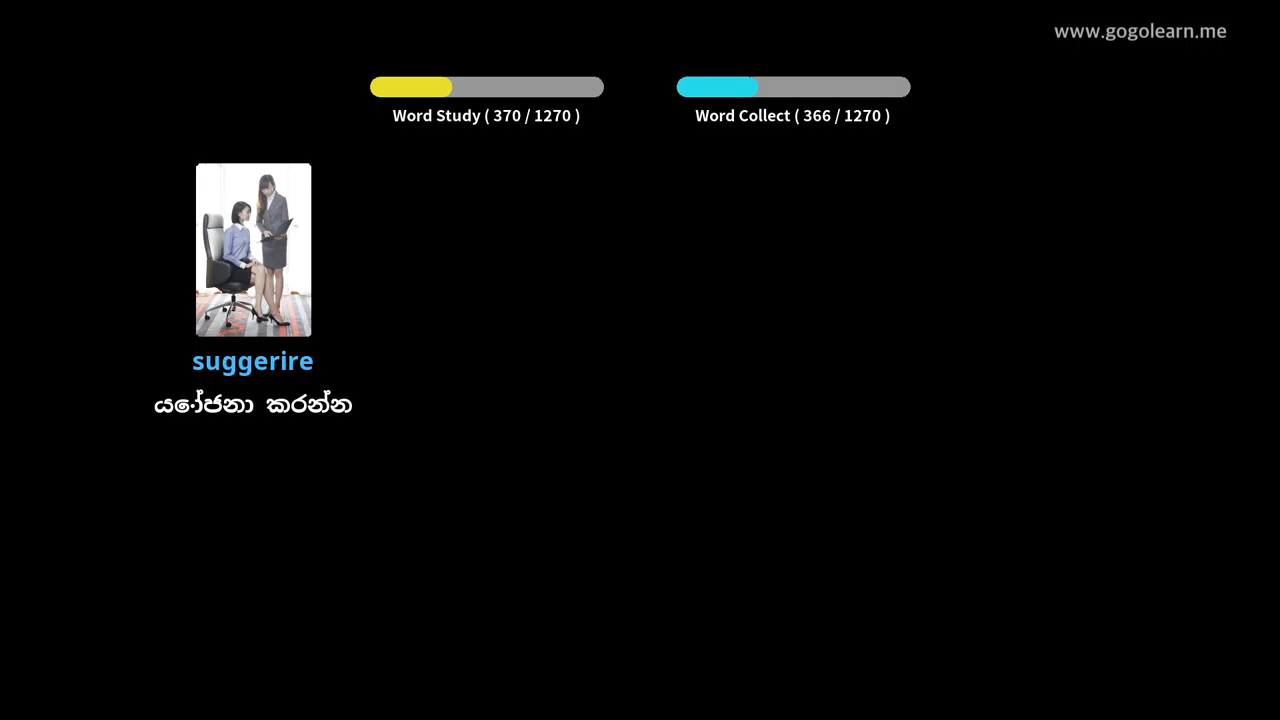 www.gogolearn.me
Word Study ( 370 / 1270 )
Word Collect ( 366 / 1270 )
suggerire
යෝජනා කරන්න